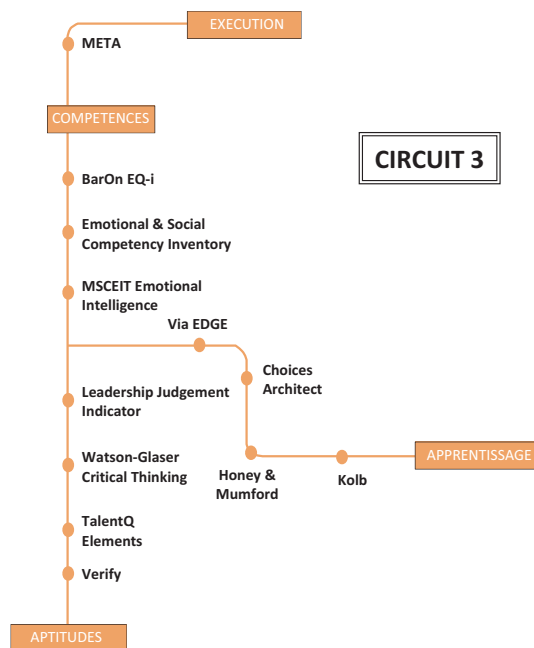 EXECUTION
META
COMPETENCES
CIRCUIT 3
BarOn EQ-i
Emotional & Social
Competency Inventory
MSCEIT Emotional
Intelligence
Via EDGE
Choices
Architect
Leadership Judgement
Indicator
Watson-Glaser
Critical Thinking
Honey &
Mumford
Kolb
APPRENTISSAGE
TalentQ
Elements
Verify
APTITUDES